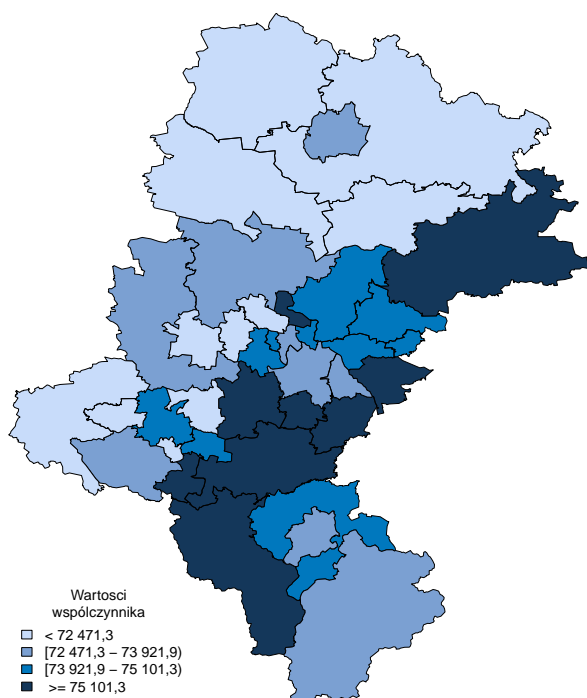 Wartosci
wspólczynnika
< 72 471,3
[72 471,3 – 73 921,9)
[73 921,9 – 75 101,3)
>= 75 101,3